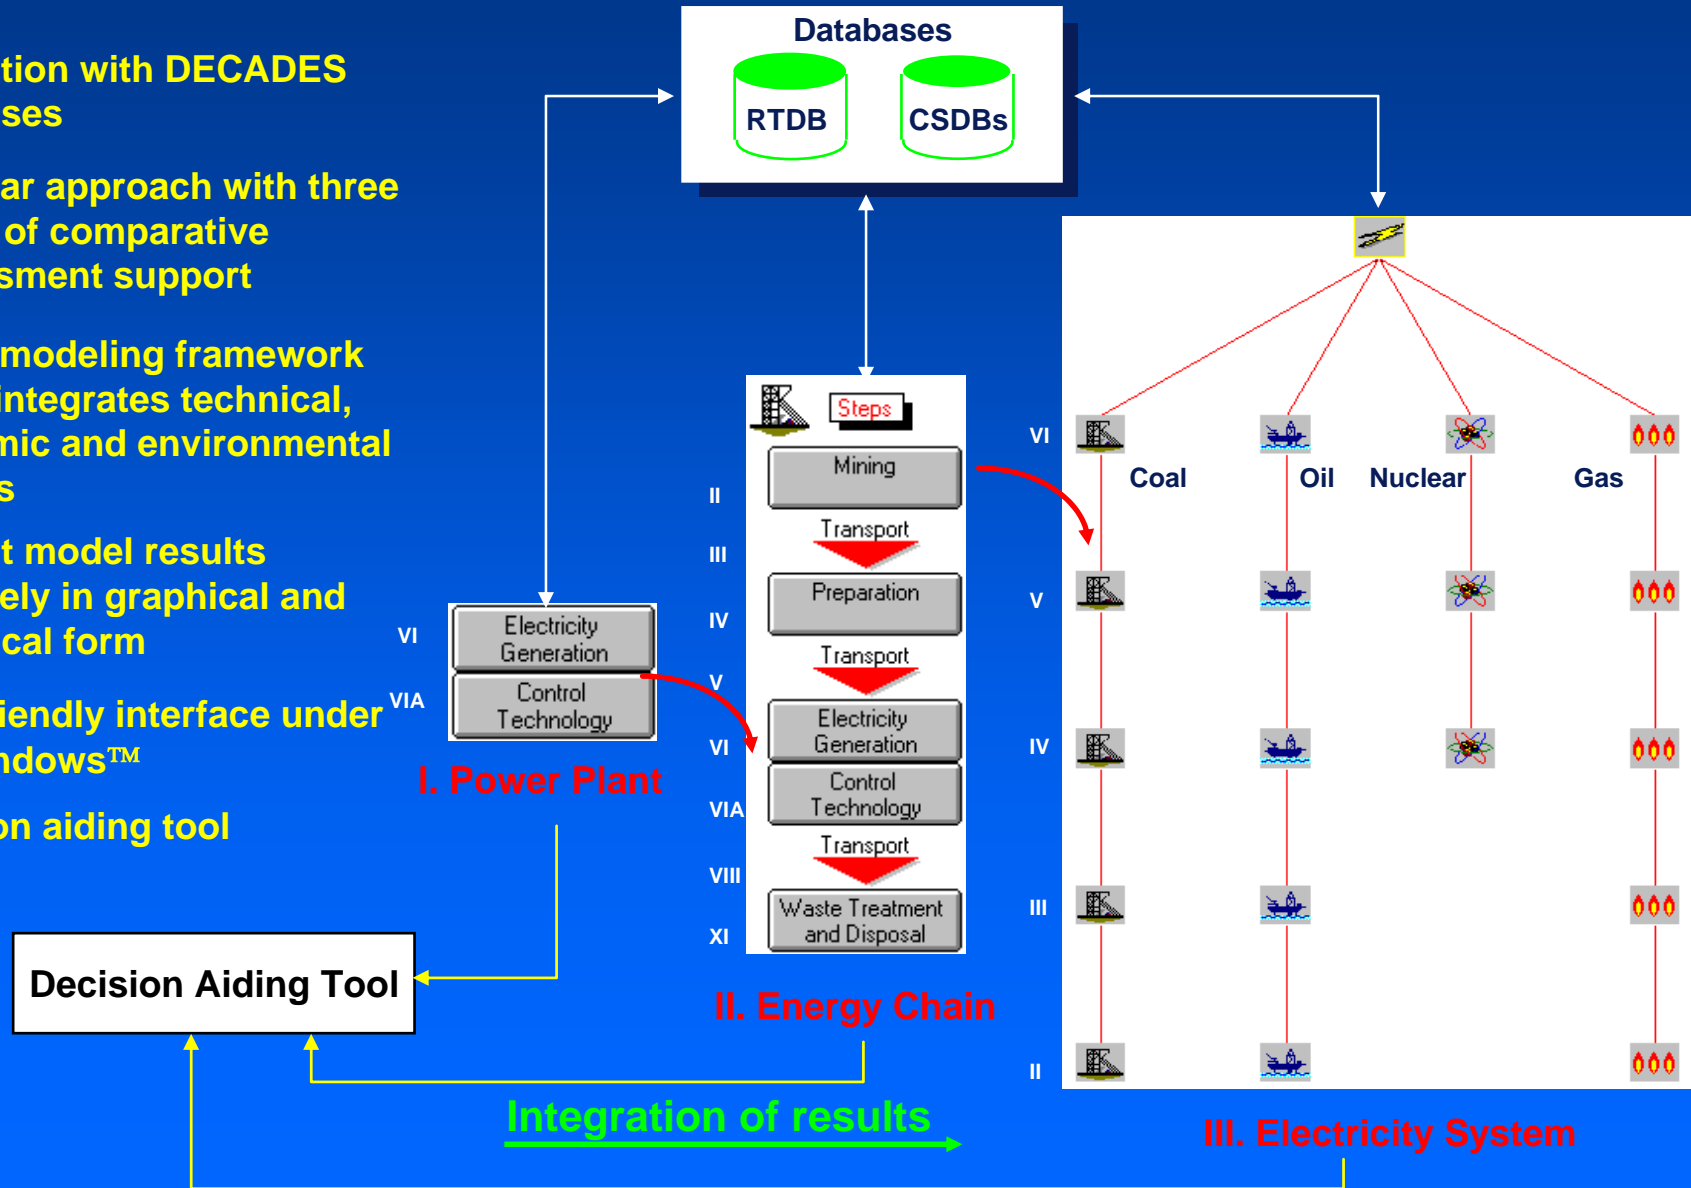 tion with DECADES
ses
ar approach with three
of comparative
sment support
modeling framework
integrates technical,
mic and environmental
s
t model results
ely in graphical and
ical form
iendly interface under
ndows™
on aiding tool
Databases
RTDB
CSDBs
VI
Electricity
Generation
VIA
Control
Technology
I. Power Plant
Steps
Mining
II
Transport
III
Preparation
IV
Transport
V
Electricity
Generation
VI
Control
Technology
VIA
Transport
VIII
Waste Treatment
and Disposal
XI
II. Energy Chain
VI
Coal
Oil
Nuclear
Gas
V
IV
III
II
III. Electricity System
Decision Aiding Tool
Integration of results